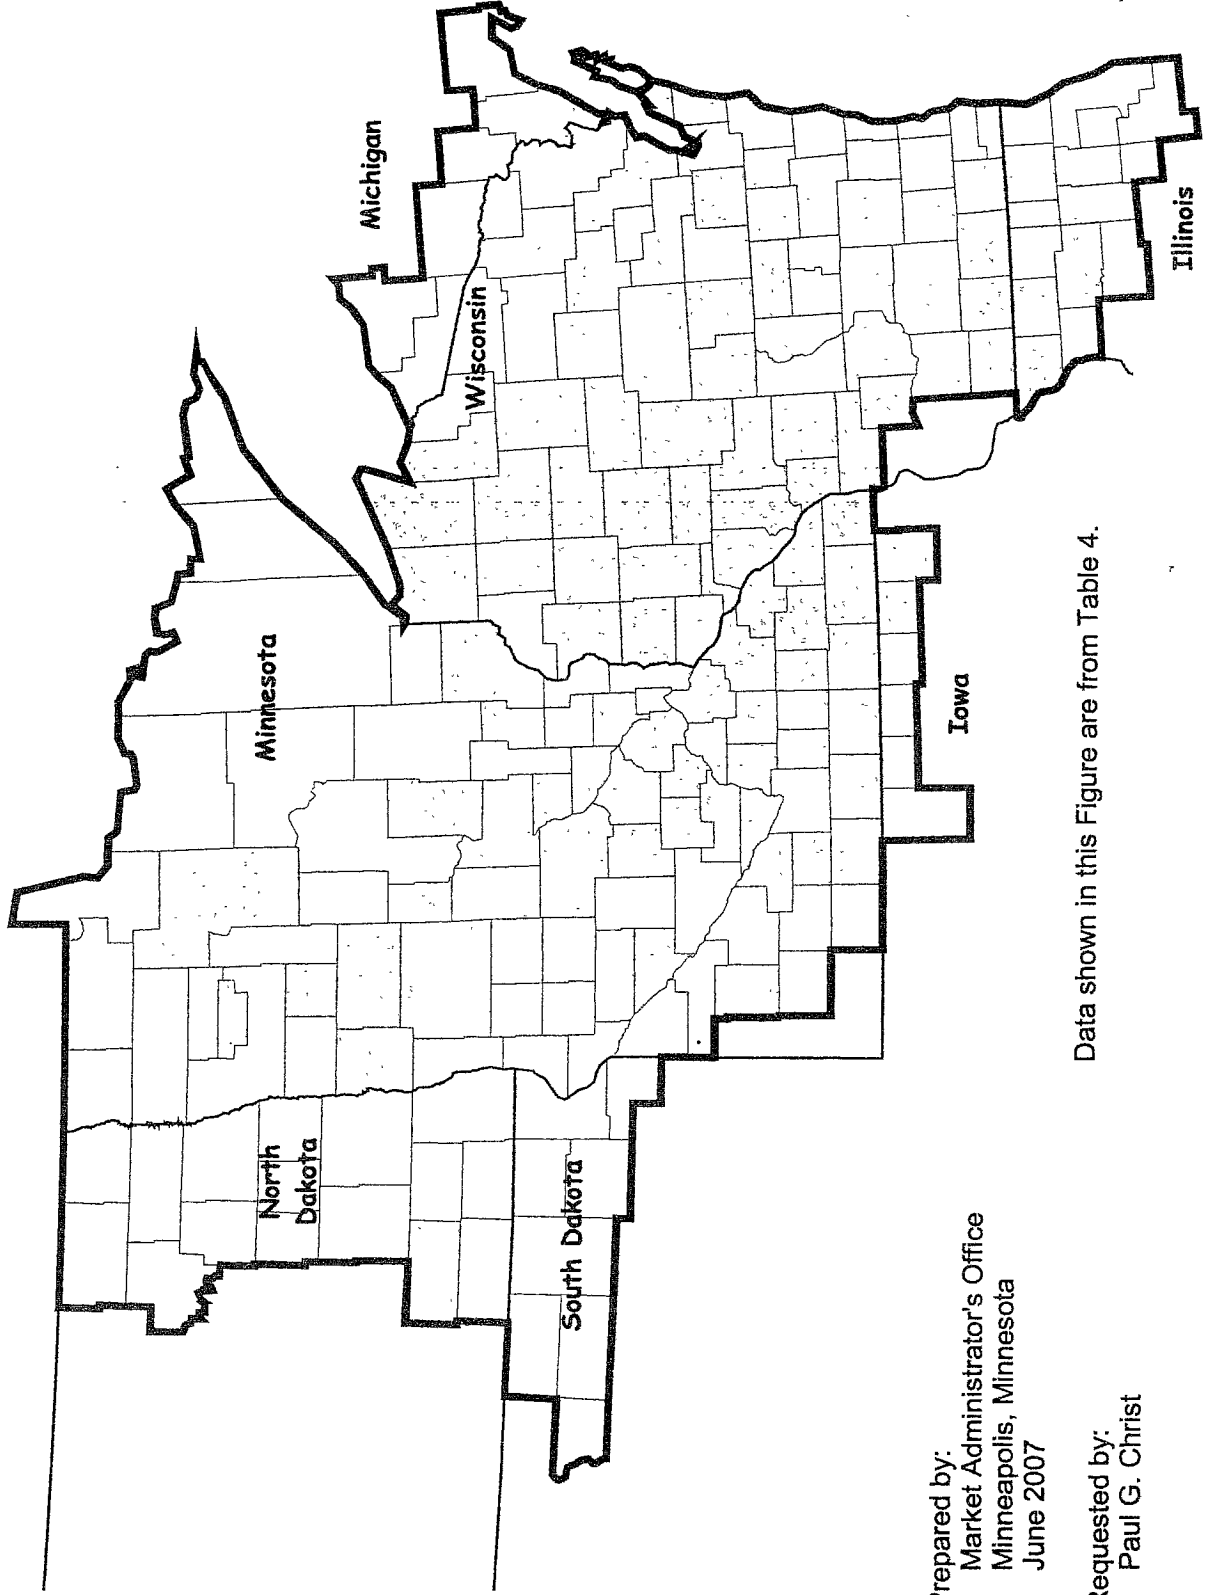 Michigan
Minnesota
Wisconsin
North
Dakota
South Dakota
Iowa
Illinois
Data shown in this Figure are from Table 4.
Prepared by:
Market Administrator's Office
Minneapolis, Minnesota
June 2007
Requested by:
Paul G. Christ